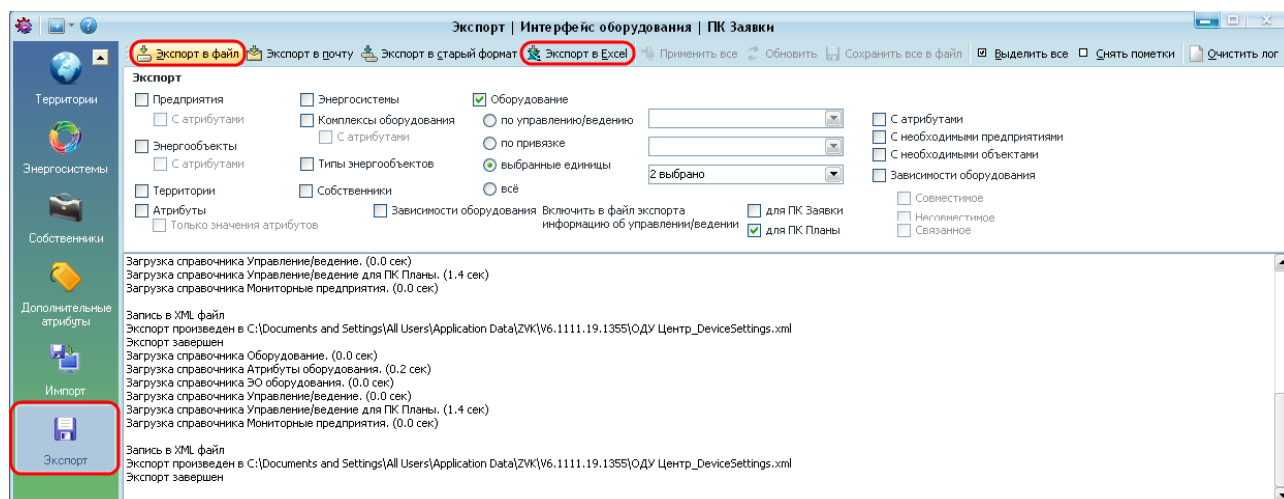 Экспорт | Интерфейс оборудования | ПК Заявки
Экспорт в файл Экспорт в почту Экспорт в старый формат Экспорт в Excel Применить все Обновить Сохранить все в файл Выделить все Снять пометки Очистить лог
Территории
Энергосистемы
Собственники
Дополнительные
атрибуты
Импорт
Экспорт
Экспорт
Предприятия Энергосистемы Оборудование
С атрибутами Комплексы оборудования по управлению/ведению С атрибутами
С атрибутами по привязке С необходимыми предприятиями
Энергообъекты С необходимыми объектами
С атрибутами Типы энергообъектов выбранные единицы 2 выбрано Зависимости оборудования
Территории Собственники всё Совместимое
Атрибуты Зависимости оборудования Включить в файл экспорта для ПК Заявки Несовместимое
Только значения атрибутов информацию об управлении/ведении для ПК Планы Связанное
Загрузка справочника Управление/ведение. (0.0 сек)
Загрузка справочника Управление/ведение для ПК Планы. (1.4 сек)
Загрузка справочника Мониторные предприятия. (0.0 сек)
Запись в XML файл
Экспорт произведен в C:\Documents and Settings\All Users\Application Data\ZVK\V6.1111.19.1355\ОДУ Центр_DeviceSettings.xml
Экспорт завершен
Загрузка справочника Оборудование. (0.0 сек)
Загрузка справочника Атрибуты оборудования. (0.2 сек)
Загрузка справочника ЭО оборудования. (0.0 сек)
Загрузка справочника Управление/ведение. (0.0 сек)
Загрузка справочника Управление/ведение для ПК Планы. (1.4 сек)
Загрузка справочника Мониторные предприятия. (0.0 сек)
Запись в XML файл
Экспорт произведен в C:\Documents and Settings\All Users\Application Data\ZVK\V6.1111.19.1355\ОДУ Центр_DeviceSettings.xml
Экспорт завершен